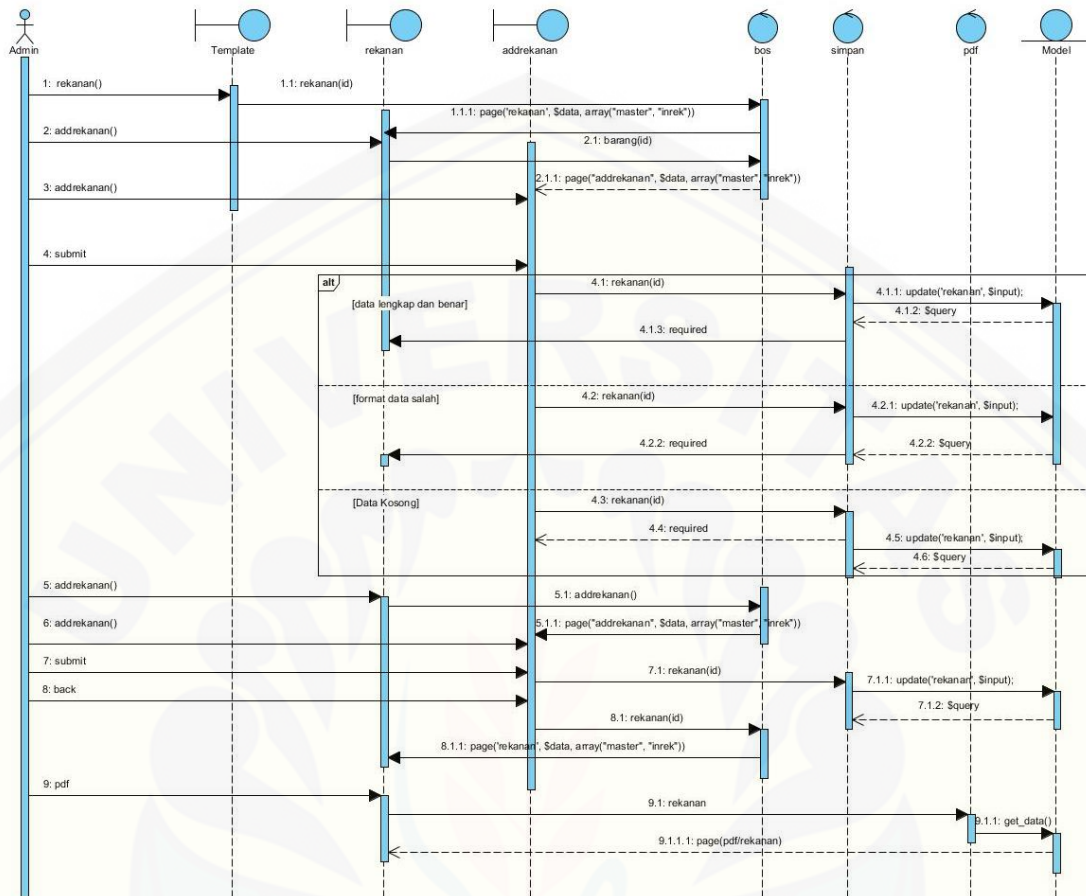 Admin
Template
rekanan
addrekanan
bos
simpan
pdf
Model
1: rekanan()
1.1: rekanan(id)
1.1.1: page('rekanan', $data, array("master", "inrek"))
2: addrekanan()
2.1: barang(id)
2.1.1: page("addrekanan", $data, array("master", "inrek"))
3: addrekanan()
4: submit
alt
4.1: rekanan(id)
4.1.1: update('rekanan', $input);
[data lengkap dan benar]
4.1.2: $query
4.1.3: required
[format data salah]
4.2: rekanan(id)
4.2.1: update('rekanan', $input);
4.2.2: required
4.2.2: $query
[Data Kosong]
4.3: rekanan(id)
4.4: required
4.5: update('rekanan', $input);
4.6: $query
5: addrekanan()
5.1: addrekanan()
6: addrekanan()
5.1.1: page("addrekanan", $data, array("master", "inrek"))
7: submit
7.1: rekanan(id)
7.1.1: update('rekanan', $input);
8: back
7.1.2: $query
8.1: rekanan(id)
8.1.1: page('rekanan', $data, array("master", "inrek"))
9: pdf
9.1: rekanan
9.1.1: get_data()
9.1.1.1: page(pdf/rekanan)
UNIVERSITAS